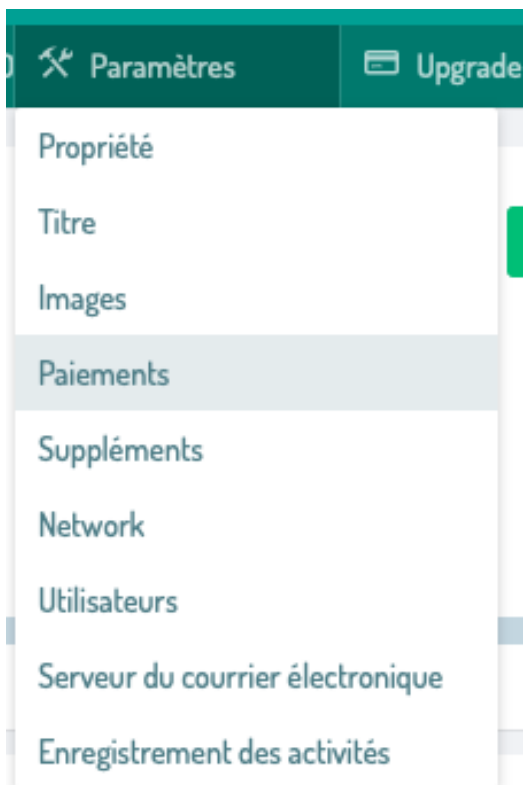 Paramètres
Upgrade
Propriété
Titre
Images
Paiements
Suppléments
Network
Utilisateurs
Serveur du courrier électronique
Enregistrement des activités